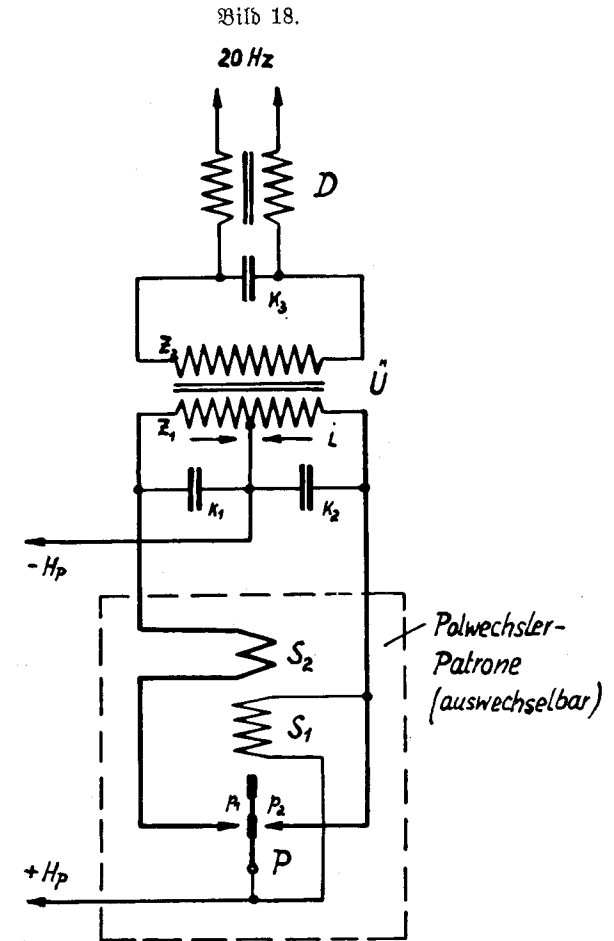 Bild 18.
20 Hz
D
K3
Z2
Ü
Z1
i
K1
K2
-Hp
Polwechsler-
Patrone
(auswechselbar)
S2
S1
p1
p2
P
+Hp